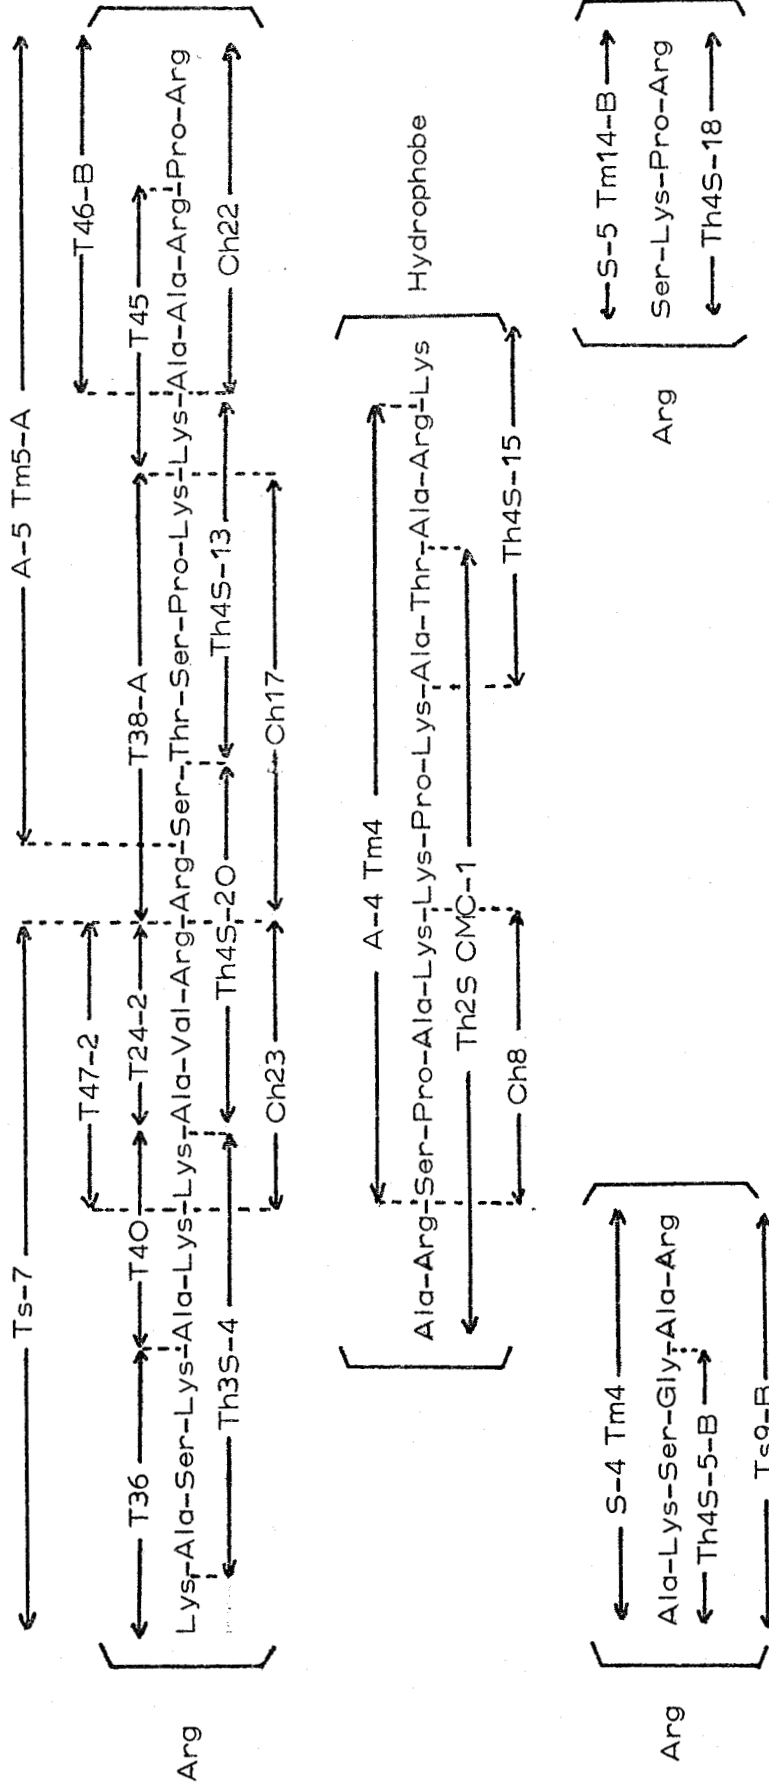 Ts-7 A-5 Tm5-A
T47-2 T46-B
T36 T40 T24-2 T38-A T45
Arg Lys-Ala-Ser-Lys-Ala-Lys-Lys-Ala-Val-Arg-Arg-Ser-Thr-Ser-Pro-Lys-Lys-Ala-Ala-Arg-Pro-Arg
Th3S-4 Th4S-20 Th4S-13 Ch22
Ch23 Ch17
A-4 Tm4
Ala-Arg-Ser-Pro-Ala-Lys-Lys-Pro-Lys-Ala-Thr-Ala-Arg-Lys Hydrophobe
Th2S CMC-1
Th4S-15
Ch8
S-4 Tm4 S-5 Tm14-B
Arg Ala-Lys-Ser-Gly-Ala-Arg Arg Ser-Lys-Pro-Arg
Th4S-5-B Th4S-18
Ts9-B